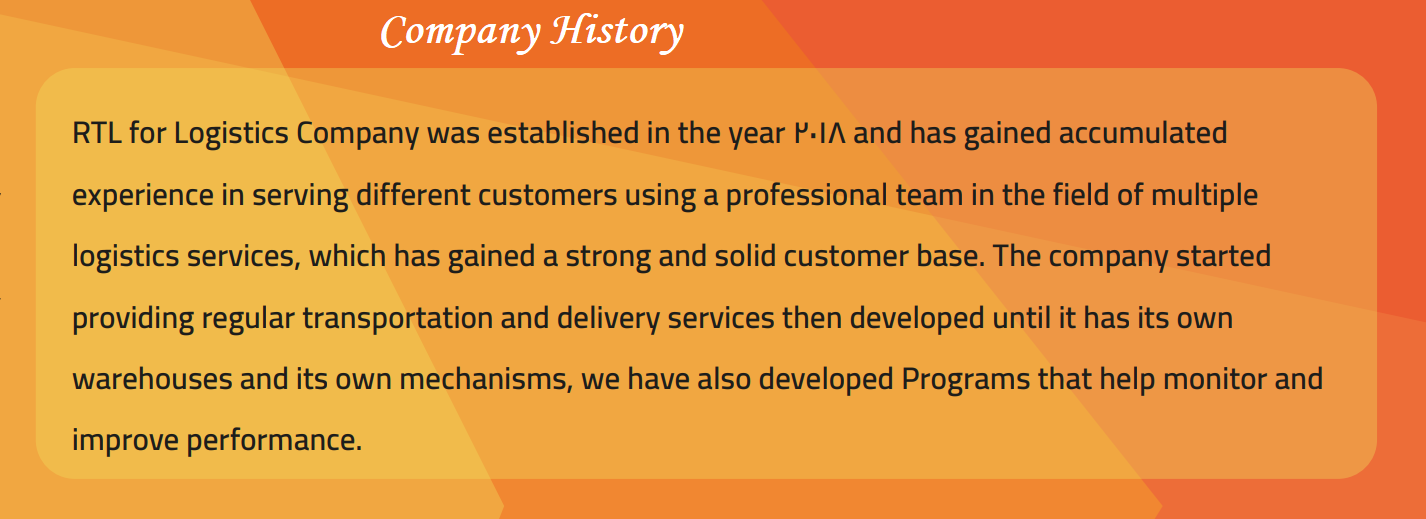 Company History
RTL for Logistics Company was established in the year ٢٠١٨ and has gained accumulated
experience in serving different customers using a professional team in the field of multiple
logistics services, which has gained a strong and solid customer base. The company started
providing regular transportation and delivery services then developed until it has its own
warehouses and its own mechanisms, we have also developed Programs that help monitor and
improve performance.